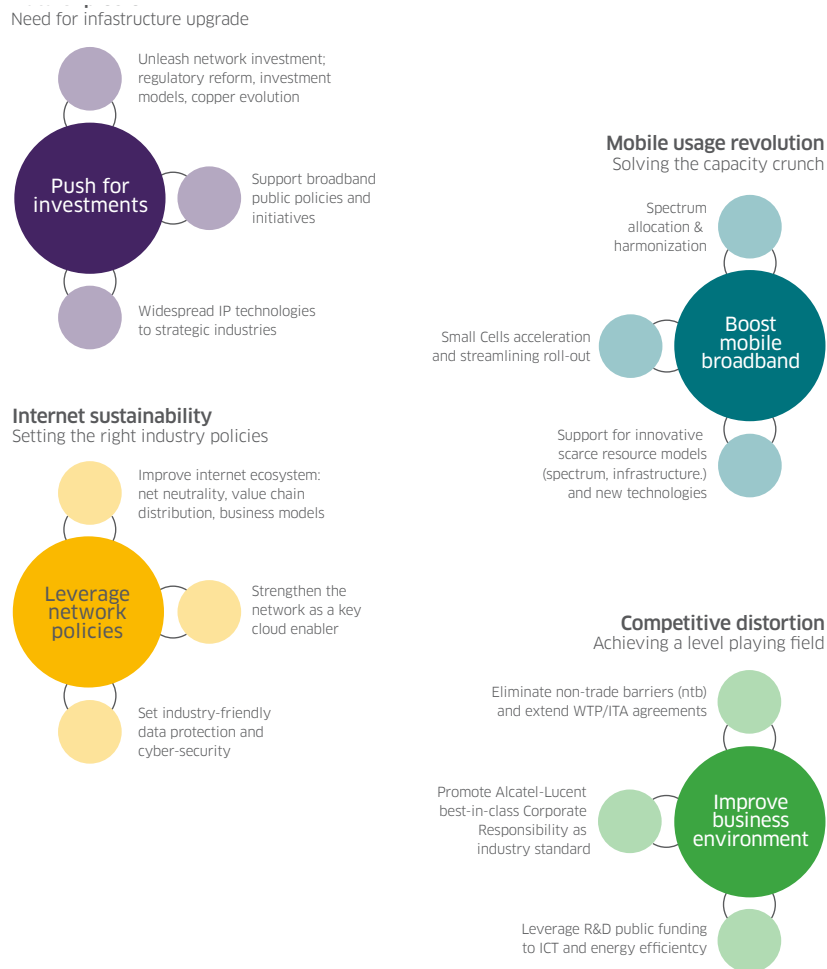 Need for infastructure upgrade
Unleash network investment;
regulatory reform, investment
models, copper evolution
Push for
investments
Support broadband
public policies and
initiatives
Widespread IP technologies
to strategic industries
Mobile usage revolution
Solving the capacity crunch
Spectrum
allocation &
harmonization
Small Cells acceleration
and streamlining roll-out
Boost
mobile
broadband
Support for innovative
scarce resource models
(spectrum, infrastructure.)
and new technologies
Internet sustainability
Setting the right industry policies
Improve internet ecosystem:
net neutrality, value chain
distribution, business models
Leverage
network
policies
Strengthen the
network as a key
cloud enabler
Set industry-friendly
data protection and
cyber-security
Competitive distortion
Achieving a level playing field
Eliminate non-trade barriers (ntb)
and extend WTP/ITA agreements
Promote Alcatel-Lucent
best-in-class Corporate
Responsibility as
industry standard
Improve
business
environment
Leverage R&D public funding
to ICT and energy efficientcy